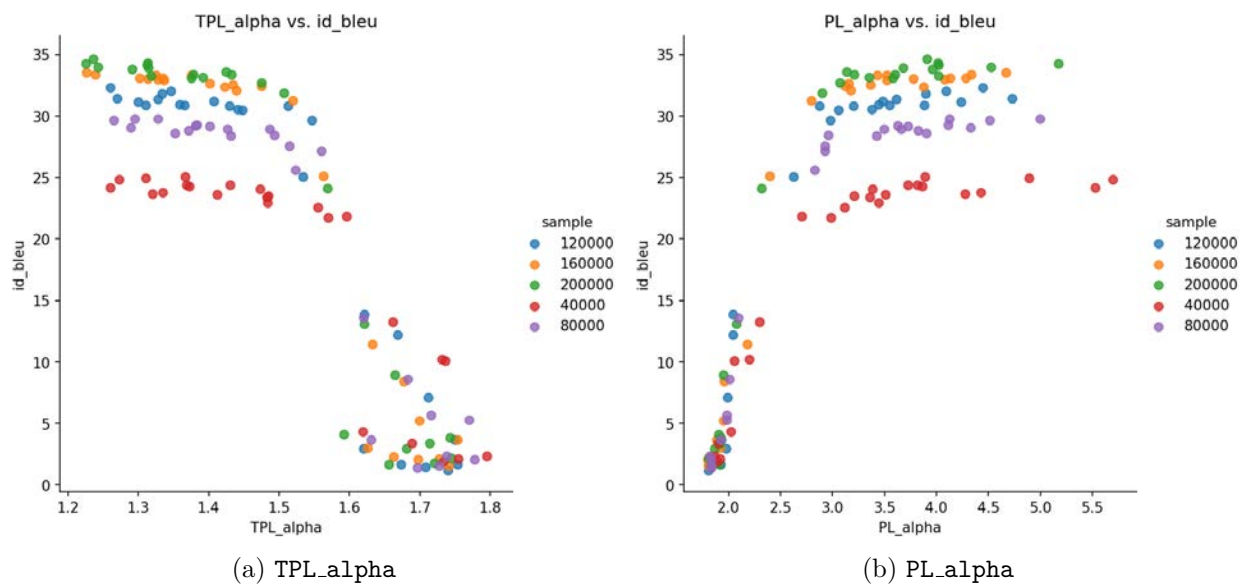 TPL_alpha vs. id_bleu
35
30
25
20
15
10
5
0
id_bleu
1.2 1.3 1.4 1.5 1.6 1.7 1.8
TPL_alpha
sample
120000
160000
200000
40000
80000
(a) TPL_alpha
PL_alpha vs. id_bleu
35
30
25
20
15
10
5
0
id_bleu
2.0 2.5 3.0 3.5 4.0 4.5 5.0 5.5
PL_alpha
sample
120000
160000
200000
40000
80000
(b) PL_alpha